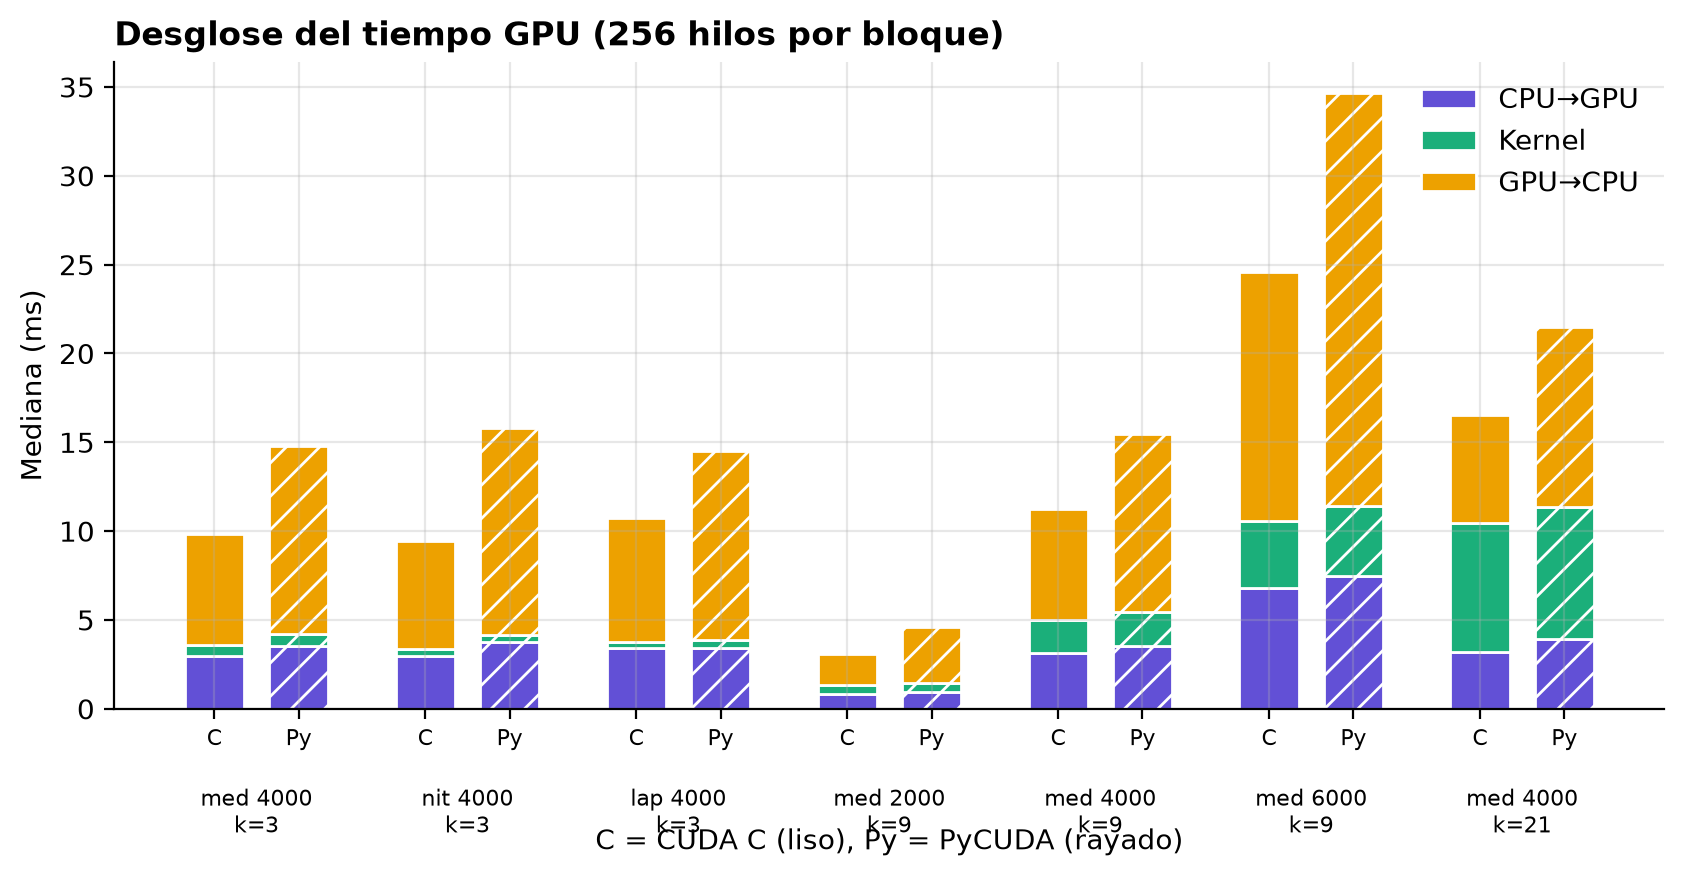 Desglose del tiempo GPU (256 hilos por bloque)
CPU→GPU
Kernel
GPU→CPU
Mediana (ms)
35
30
25
20
15
10
5
0
C Py C Py C Py C Py C Py C Py C Py
med 4000 nit 4000 lap 4000 med 2000 med 4000 med 6000 med 4000
k=3 k=3 k=3 k=9 k=9 k=9 k=21
C = CUDA C (liso), Py = PyCUDA (rayado)